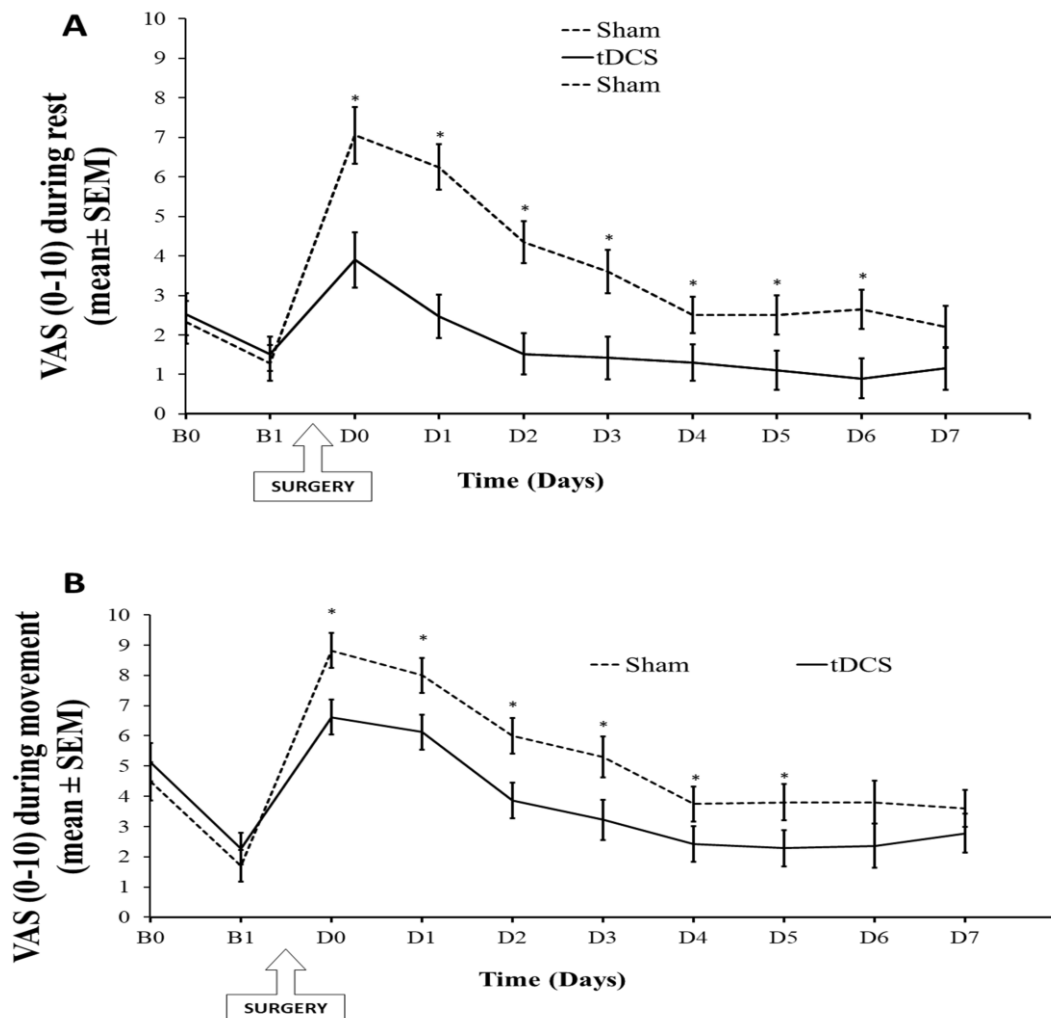 A
10
9
8
7
6
5
4
3
2
1
0
VAS (0-10) during rest
(mean± SEM)
Sham
tDCS
Sham
* * * * * * *
B0 B1 D0 D1 D2 D3 D4 D5 D6 D7
Time (Days)
SURGERY
B
10
9
8
7
6
5
4
3
2
1
0
VAS (0-10) during movement
(mean ± SEM)
Sham tDCS
* * * * * *
B0 B1 D0 D1 D2 D3 D4 D5 D6 D7
Time (Days)
SURGERY